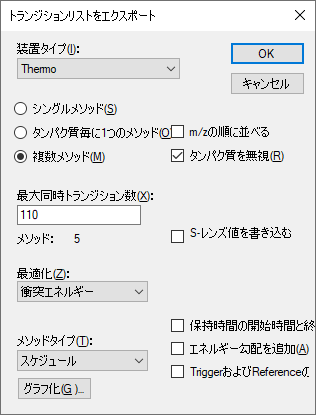 トランジションリストをエクスポート
装置タイプ(I):
Thermo
OK
キャンセル
シングルメソッド(S)
タンパク質毎に1つのメソッド(O
m/zの順に並べる
複数メソッド(M)
タンパク質を無視(R)
最大同時トランジション数(X):
110
メソッド: 5
S-レンズ値を書き込む
最適化(Z):
衝突エネルギー
保持時間の開始時間と終
メソッドタイプ(T):
エネルギー勾配を追加(A)
スケジュール
TriggerおよびReferenceの
グラフ化(G )...